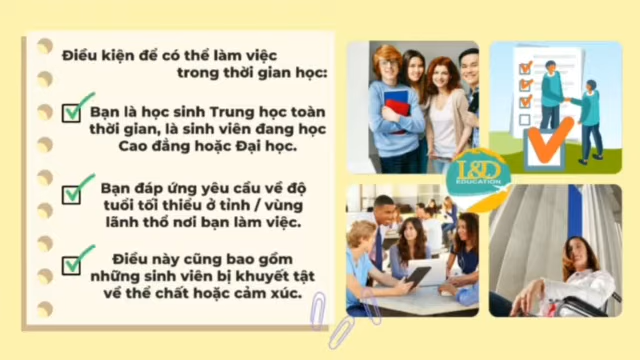 Điều kiện để có thể làm việc
trong thời gian học:
Bạn là học sinh Trung học toàn
thời gian, là sinh viên đang học
Cao đẳng hoặc Đại học.
Bạn đáp ứng yêu cầu về độ
tuổi tối thiểu ở tỉnh / vùng
lãnh thổ nơi bạn làm việc.
Điều này cũng bao gồm
những sinh viên bị khuyết tật
về thể chất hoặc cảm xúc.
L&D
EDUCATION